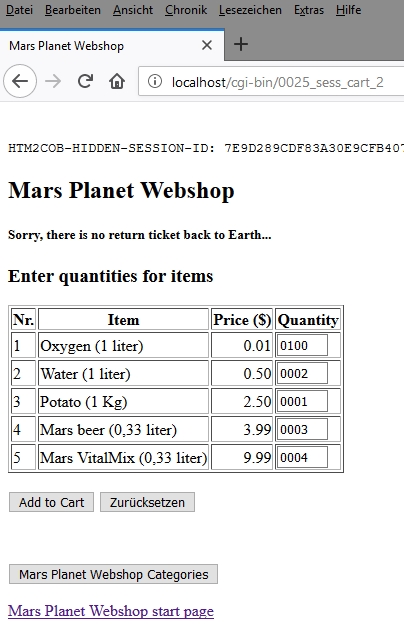 Datei Bearbeiten Ansicht Chronik Lesezeichen Extras Hilfe
Mars Planet Webshop
localhost/cgi-bin/0025_sess_cart_2
HTM2COB-HIDDEN-SESSION-ID: 7E9D289CDF83A30E9CFB407
Mars Planet Webshop
Sorry, there is no return ticket back to Earth...
Enter quantities for items
Nr. Item Price ($) Quantity
1 Oxygen (1 liter) 0.01 0100
2 Water (1 liter) 0.50 0002
3 Potato (1 Kg) 2.50 0001
4 Mars beer (0,33 liter) 3.99 0003
5 Mars VitalMix (0,33 liter) 9.99 0004
Add to Cart Zurücksetzen
Mars Planet Webshop Categories
Mars Planet Webshop start page